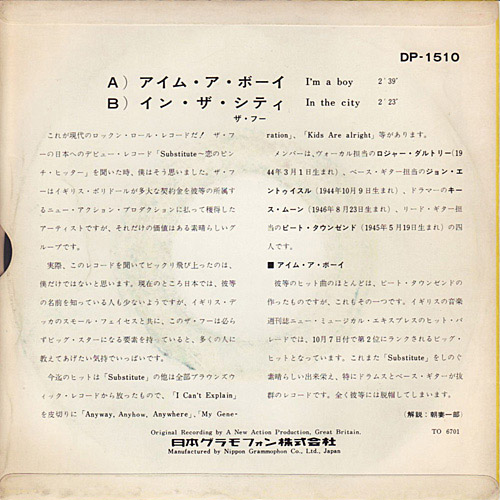 DP-1510
A) アイム・ア・ボーイ I'm a boy 2′39″
B) イン・ザ・シティ In the city 2′23″
ザ・フー
これが現代のロックン・ロール・レコードだ! ザ・フ
ーの日本へのデビュー・レコード「Substitute〜恋のピン
チ・ヒッター」を聞いた時、僕はそう思いました。ザ・フ
ーはイギリス・ポリドールが多大な契約金を彼等の所属す
るニュー・アクション・プロダクションに払って獲得した
アーティストですが、それだけの価値はある素晴らしいグ
ループです。
実際、このレコードを聞いてビックリ飛び上ったのは、
僕だけではないと思います。現在のところ日本では、彼等
の名前を知っている人も少ないようですが、イギリス・デ
ッカのスモール・フェイセスと共に、このザ・フーは必ら
ずビッグ・スターになる要素を持っていると、多くの人に
教えてあげたい気持でいっぱいです。
今迄のヒットは「Substitute」の他は全部ブラウンズウ
ィック・レコードから放ったもので、「I Can't Explain」
を皮切りに「Anyway, Anyhow, Anywhere」、「My Gene-
ration」、「Kids Are alright」等があります。
メンバーは、ヴォーカル担当のロジャー・ダルトリー(19
44年3月1日生まれ)、ベース・ギター担当のジョン・エ
ントゥイスル(1944年10月9日生まれ)、ドラマーのキー
ス・ムーン(1946年8月23日生まれ)、リード・ギター担
当のピート・タウンゼンド(1945年5月19日生まれ)の四
人です。
■アイム・ア・ボーイ
彼等のヒット曲のほとんどは、ピート・タウンゼンドの
作ったものですが、これもその一つです。イギリスの音楽
週刊誌ニュー・ミュージカル・エキスプレスのヒット・パ
レードでは、10月7日付で第2位にランクされるビッグ・
ヒットとなっています。これまた「Substitute」をしのぐ
素晴らしい出来栄え、特にドラムスとベース・ギターが抜
群のレコードです。全く彼等には脱帽してしまいます。
(解説:朝妻一郎)
Original Recording by A New Action Production, Great Britain.
日本グラモフォン株式会社
Manufactured by Nippon Grammophon Co., Ltd., Japan
TO 6701